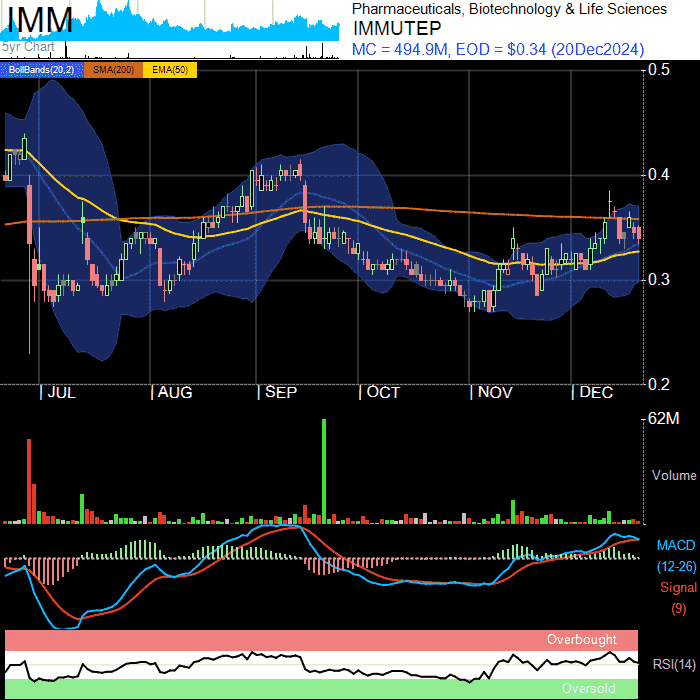 IMM
5yr Chart
Pharmaceuticals, Biotechnology & Life Sciences
IMMUTEP
MC = 494.9M, EOD = $0.34 (20Dec2024)
BollBands(20,2) SMA(200) EMA(50)
0.5
0.4
0.3
0.2
JUL AUG SEP OCT NOV DEC
62M
Volume
MACD
(12-26)
Signal
(9)
Overbought
RSI(14)
Oversold